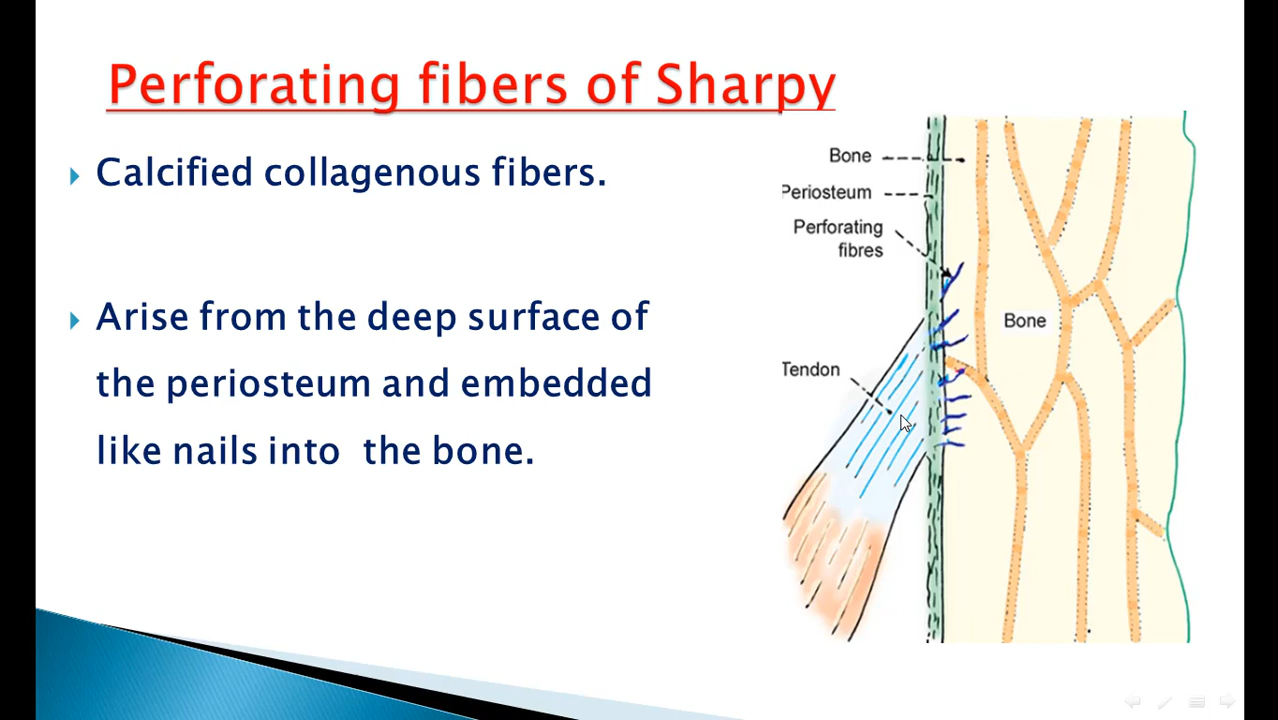 Perforating fibers of Sharpy
Calcified collagenous fibers.
Arise from the deep surface of
the periosteum and embedded
like nails into  the bone.
Bone
Periosteum
Perforating
fibres
Bone
Tendon